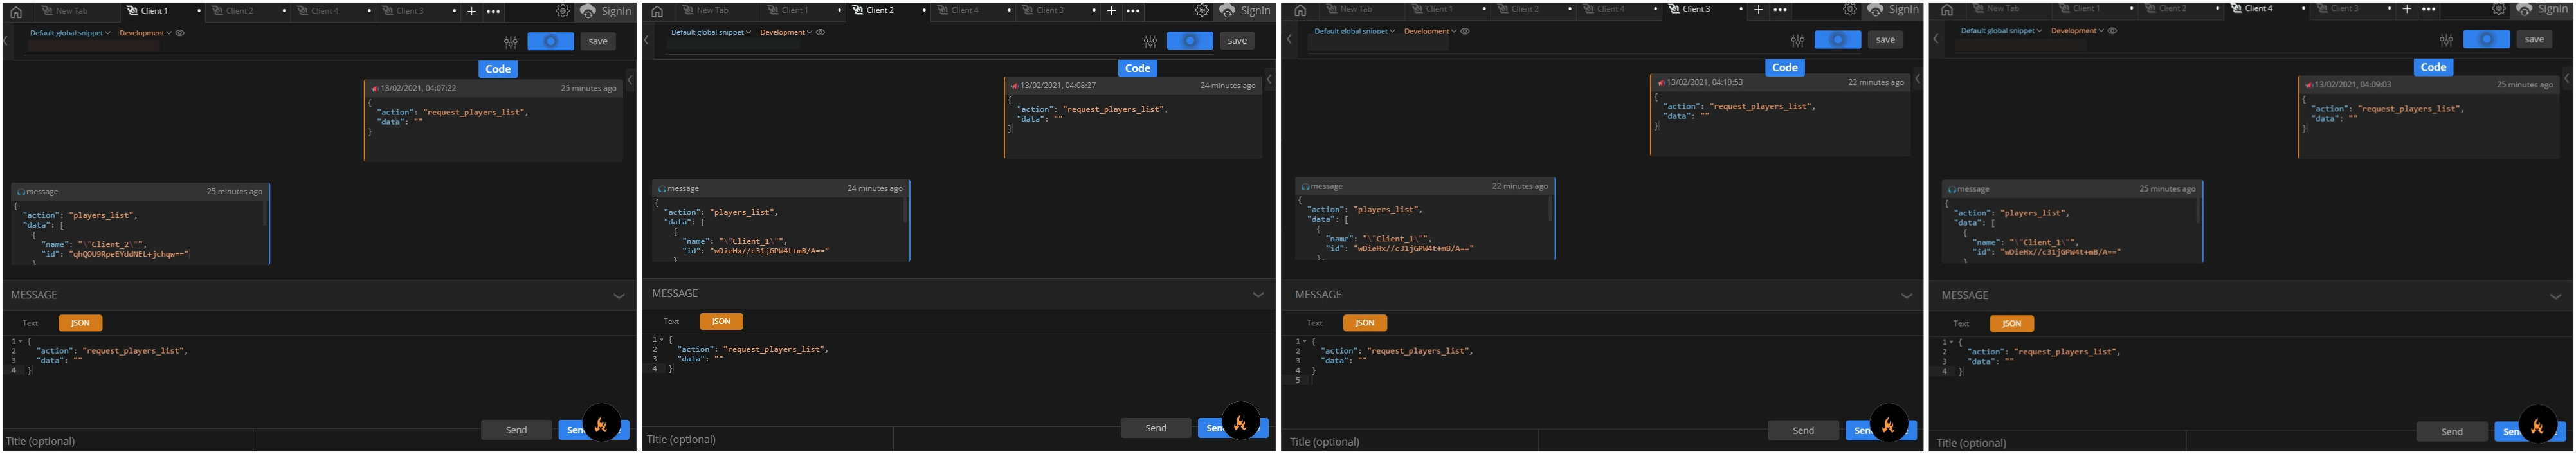 New Tab Client 1 Client 2 Client 4 Client 3 + ••• SignIn
Default global snippet Development
save
Code
13/02/2021, 04:07:22 25 minutes ago
{
"action": "request_players_list",
"data": ""
}
message 25 minutes ago
{
"action": "players_list",
"data": [
{
"name": "\"Client_2\"",
"id": "qhQOU9RpeEYddNEL+jchqw=="
}
MESSAGE
Text JSON
1 {
2 "action": "request_players_list",
3 "data": ""
4 }
Send Sen
Title (optional)
New Tab Client 1 Client 2 Client 4 Client 3 + ••• SignIn
Default global snippet Development
save
Code
13/02/2021, 04:08:27 24 minutes ago
{
"action": "request_players_list",
"data": ""
}
message 24 minutes ago
{
"action": "players_list",
"data": [
{
"name": "\"Client_1\"",
"id": "wDieHx//c31jGPW4t+mB/A=="
}
MESSAGE
Text JSON
1 {
2 "action": "request_players_list",
3 "data": ""
4 }
Send Sen
Title (optional)
New Tab Client 1 Client 2 Client 4 Client 3 + ••• SignIn
Default global snippet Development
save
Code
13/02/2021, 04:10:53 22 minutes ago
{
"action": "request_players_list",
"data": ""
}
message 22 minutes ago
{
"action": "players_list",
"data": [
{
"name": "\"Client_1\"",
"id": "wDieHx//c31jGPW4t+mB/A=="
},
MESSAGE
Text JSON
1 {
2 "action": "request_players_list",
3 "data": ""
4 }
5
Send Sen
Title (optional)
New Tab Client 1 Client 2 Client 4 Client 3 + ••• SignIn
Default global snippet Development
save
Code
13/02/2021, 04:09:03 25 minutes ago
{
"action": "request_players_list",
"data": ""
}
message 25 minutes ago
{
"action": "players_list",
"data": [
{
"name": "\"Client_1\"",
"id": "wDieHx//c31jGPW4t+mB/A=="
}
MESSAGE
Text JSON
1 {
2 "action": "request_players_list",
3 "data": ""
4 }
Send Sen
Title (optional)